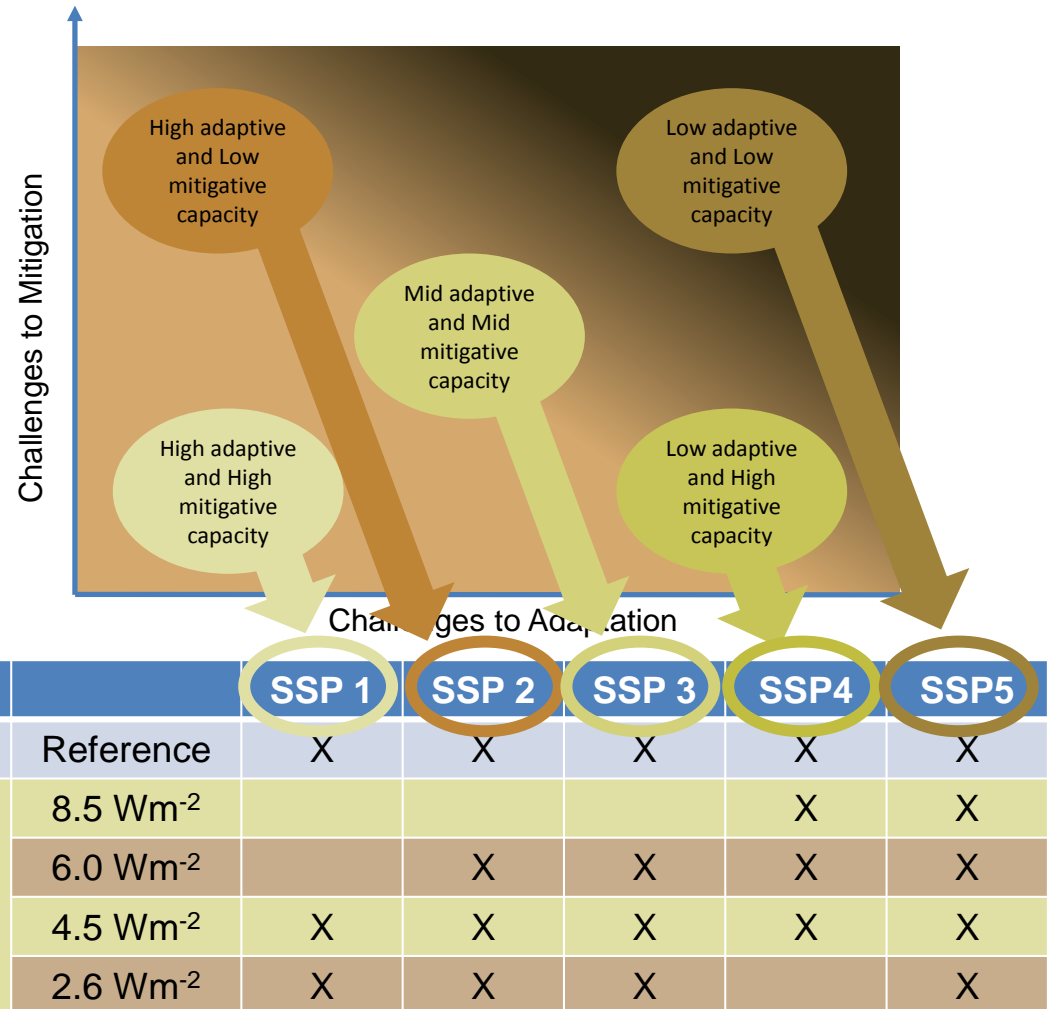 Challenges to Mitigation
High adaptive
and Low
mitigative
capacity
Low adaptive
and Low
mitigative
capacity
Mid adaptive
and Mid
mitigative
capacity
High adaptive
and High
mitigative
capacity
Low adaptive
and High
mitigative
capacity
Challenges to Adaptation
SSP 1 SSP 2 SSP 3 SSP4 SSP5
Reference X X X X X
8.5 Wm-2 X X
6.0 Wm-2 X X X X
4.5 Wm-2 X X X X X
2.6 Wm-2 X X X X